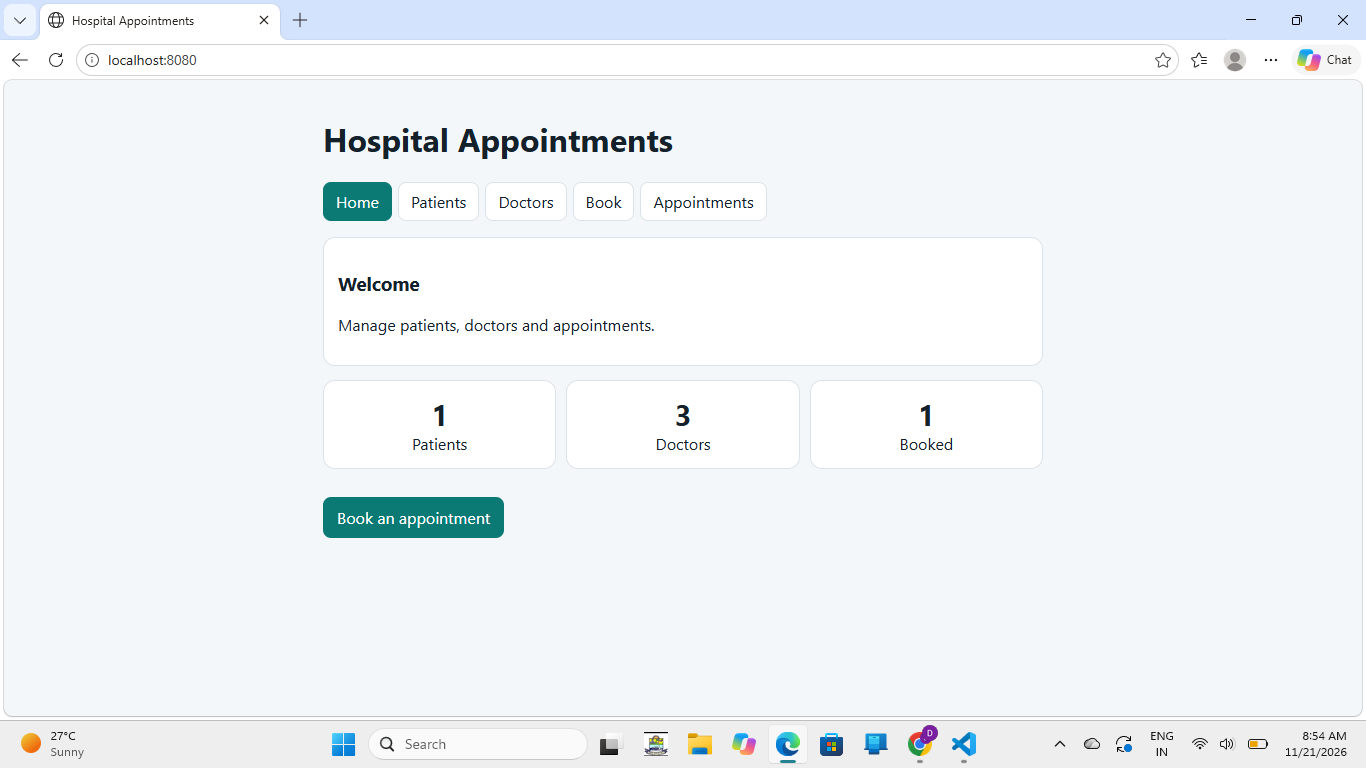 Hospital Appointments
localhost:8080
Chat
Hospital Appointments
Home Patients Doctors Book Appointments
Welcome
Manage patients, doctors and appointments.
1 3 1
Patients Doctors Booked
Book an appointment
27°C
Sunny
Search
D
ENG
IN
8:54 AM
11/21/2026